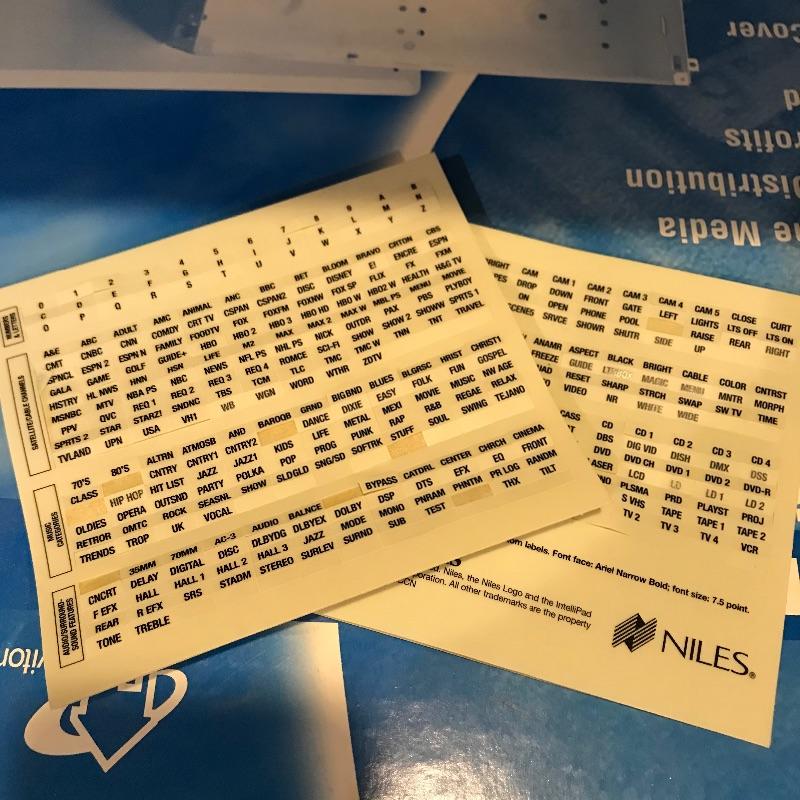 Cover
Profits
Distribution
Media
NUMBERS & LETTERS
0 1 2 3 4 5 6 7 8 9 A B
C D E F G H I J K L M N
O P Q R S T U V W X Y Z
SATELLITE/CABLE CHANNELS
A&E ABC ADULT AMC ANIMAL ANC BBC BET BLOOM BRAVO CRTON CBS
CMT CNBC CNN COMDY CRT TV CSPAN CSPAN2 DISC DISNEY E! ENCRE ESPN
ESPNCL ESPN 2 ESPN N FAMILY FOODTV FOX FOXFM FOXNW FOX SP FLIX FX FXM
GALA GAME GOLF GUIDE+ HBO HBO 2 HBO 3 HBO HD HBO W HBO2 W HEALTH H&G TV
HISTRY HL NWS HNN HSN LIFE M2 MAX MAX 2 MAX W MBL PS MENU MOVIE
MSNBC MTV NBA PS NBC NEWS NFL PS NHL PS NICK OUTDR PAX PBS PLYBOY
PPV QVC REQ 1 REQ 2 REQ 3 REQ 4 ROMCE SCI-FI SHOW SHOW 2 SHOWW SPRTS 1
SPRTS 2 STAR STARZ! SNDNC TBS TCM TLC TMC TMC W TNN TNT TRAVEL
TVLAND UPN USA VH1 WB WGN WORD WTHR ZDTV
MUSIC CATEGORIES
70'S 80'S ALTRN ATMOSB AND BAROQB GRND BIGBND BLUES BLGRSC HRIST CHRIST1
CLASS HIP HOP CNTRY CNTRY1 CNTRY2 DANCE DIXIE EASY FOLK FUN GOSPEL
HIT LIST JAZZ JAZZ1 KIDS LIFE METAL MEXI MOVIE MUSIC NW AGE
OLDIES OPERA OUTSND PARTY POLKA POP PROG PUNK RAP R&B REGAE RELAX
RETROR OMTC ROCK SEASNL SHOW SLDGLD SNG/SD SOFTRK STUFF SOUL SWING TEJANO
TRENDS TROP UK VOCAL
AUDIO/SURROUND-SOUND FEATURES
35MM 70MM AC-3 AUDIO BALNCE BYPASS CATDRL CENTER CHRCH CINEMA
CNCRT DELAY DIGITAL DISC DLBYDG DLBYEX DOLBY DSP DTS EFX EQ FRONT
F EFX HALL HALL 1 HALL 2 HALL 3 JAZZ MODE MONO PNRAM PHNTM PR LOG RANDM
REAR R EFX SRS STADM STEREO SURLEV SURND SUB TEST THX TILT
TONE TREBLE
RIGHT CAM CAM 1 CAM 2 CAM 3 CAM 4 CAM 5 CLOSE CURT
DROP DOWN FRONT GATE LEFT LIGHTS LTS OFF LTS ON
ON OPEN PHONE POOL RAISE REAR RIGHT
SRVCE SHOWR SHUTR SIDE UP
ANAMR ASPECT BLACK BRIGHT CABLE COLOR CNTRST
FREEZE GUIDE MAGIC MENU MNTR MORPH
RESET SHARP STRCH SWAP SW TV TIME
VIDEO NR WHITE WIDE
CD CD 1 CD 2 CD 3 CD 4
DBS DIG VID DISH DMX DSS
DVD DVD CH DVD 1 DVD 2 DVD-R
LCD LD LD 1 LD 2
PLSMA PRD PLAYST PROJ
S VHS TAPE TAPE 1 TAPE 2
TV 2 TV 3 TV 4 VCR
labels. Font face: Ariel Narrow Bold; font size: 7.5 point.
Niles, the Niles Logo and the IntelliPad
All other trademarks are the property
NILES®